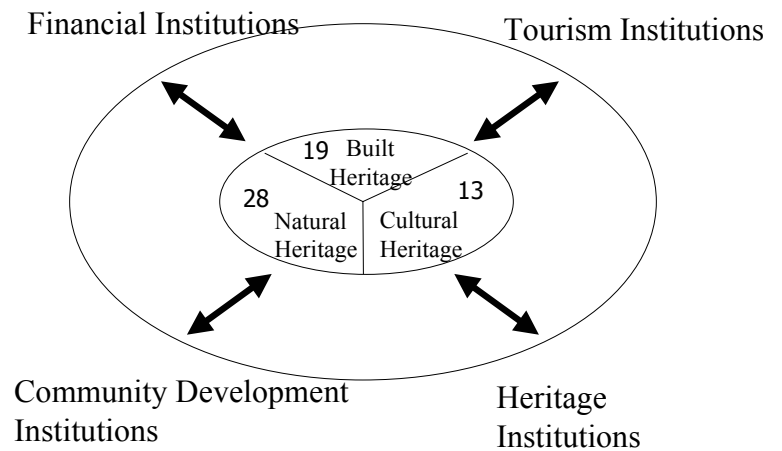 Financial Institutions
Tourism Institutions
19 Built
Heritage
28
13
Natural
Heritage
Cultural
Heritage
Community Development
Institutions
Heritage
Institutions